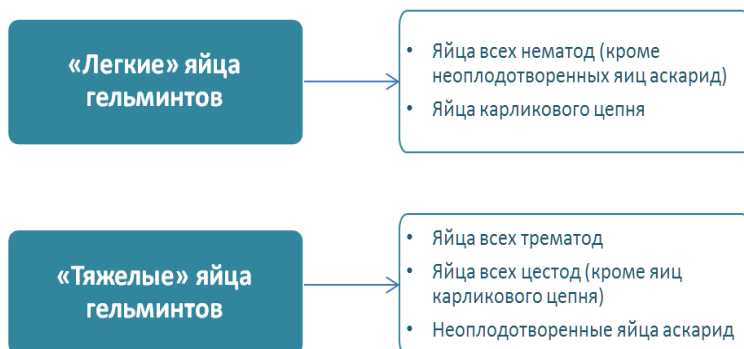 «Легкие» яйца
гельминтов
• Яйца всех нематод (кроме
неоплодотворенных яиц аскарид)
• Яйца карликового цепня
«Тяжелые» яйца
гельминтов
• Яйца всех трематод
• Яйца всех цестод (кроме яиц
карликового цепня)
• Неоплодотворенные яйца аскарид